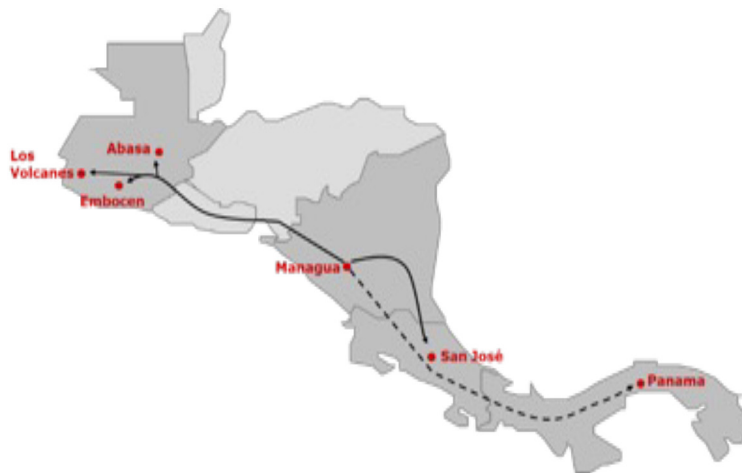 Abasa
Los
Volcanes
Embocen
Managua
San José
Panama